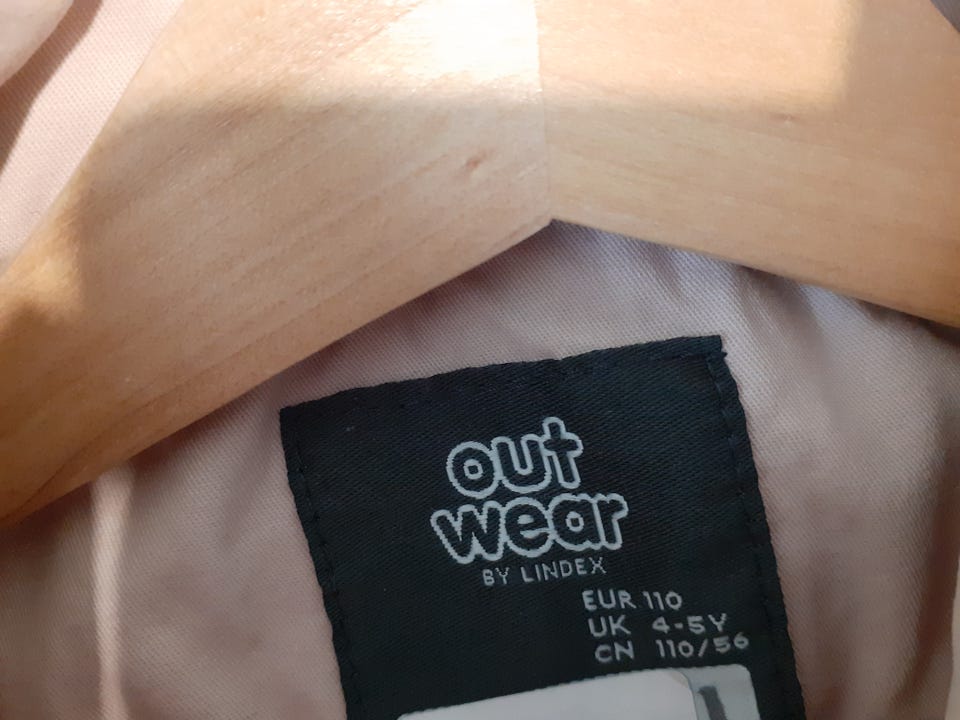 out
wear
BY LINDEX
EUR 110
UK 4-5Y
CN 110/56